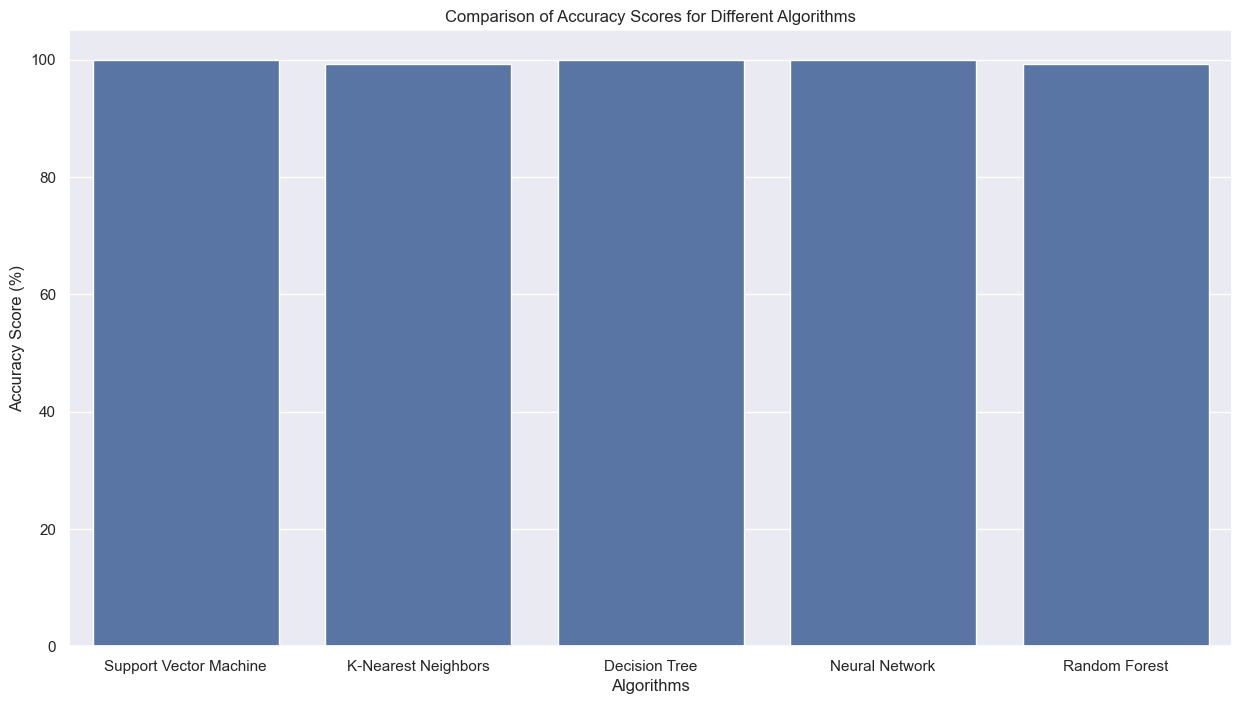 Comparison of Accuracy Scores for Different Algorithms
Accuracy Score (%)
100
80
60
40
20
0
Support Vector Machine K-Nearest Neighbors Decision Tree Neural Network Random Forest
Algorithms